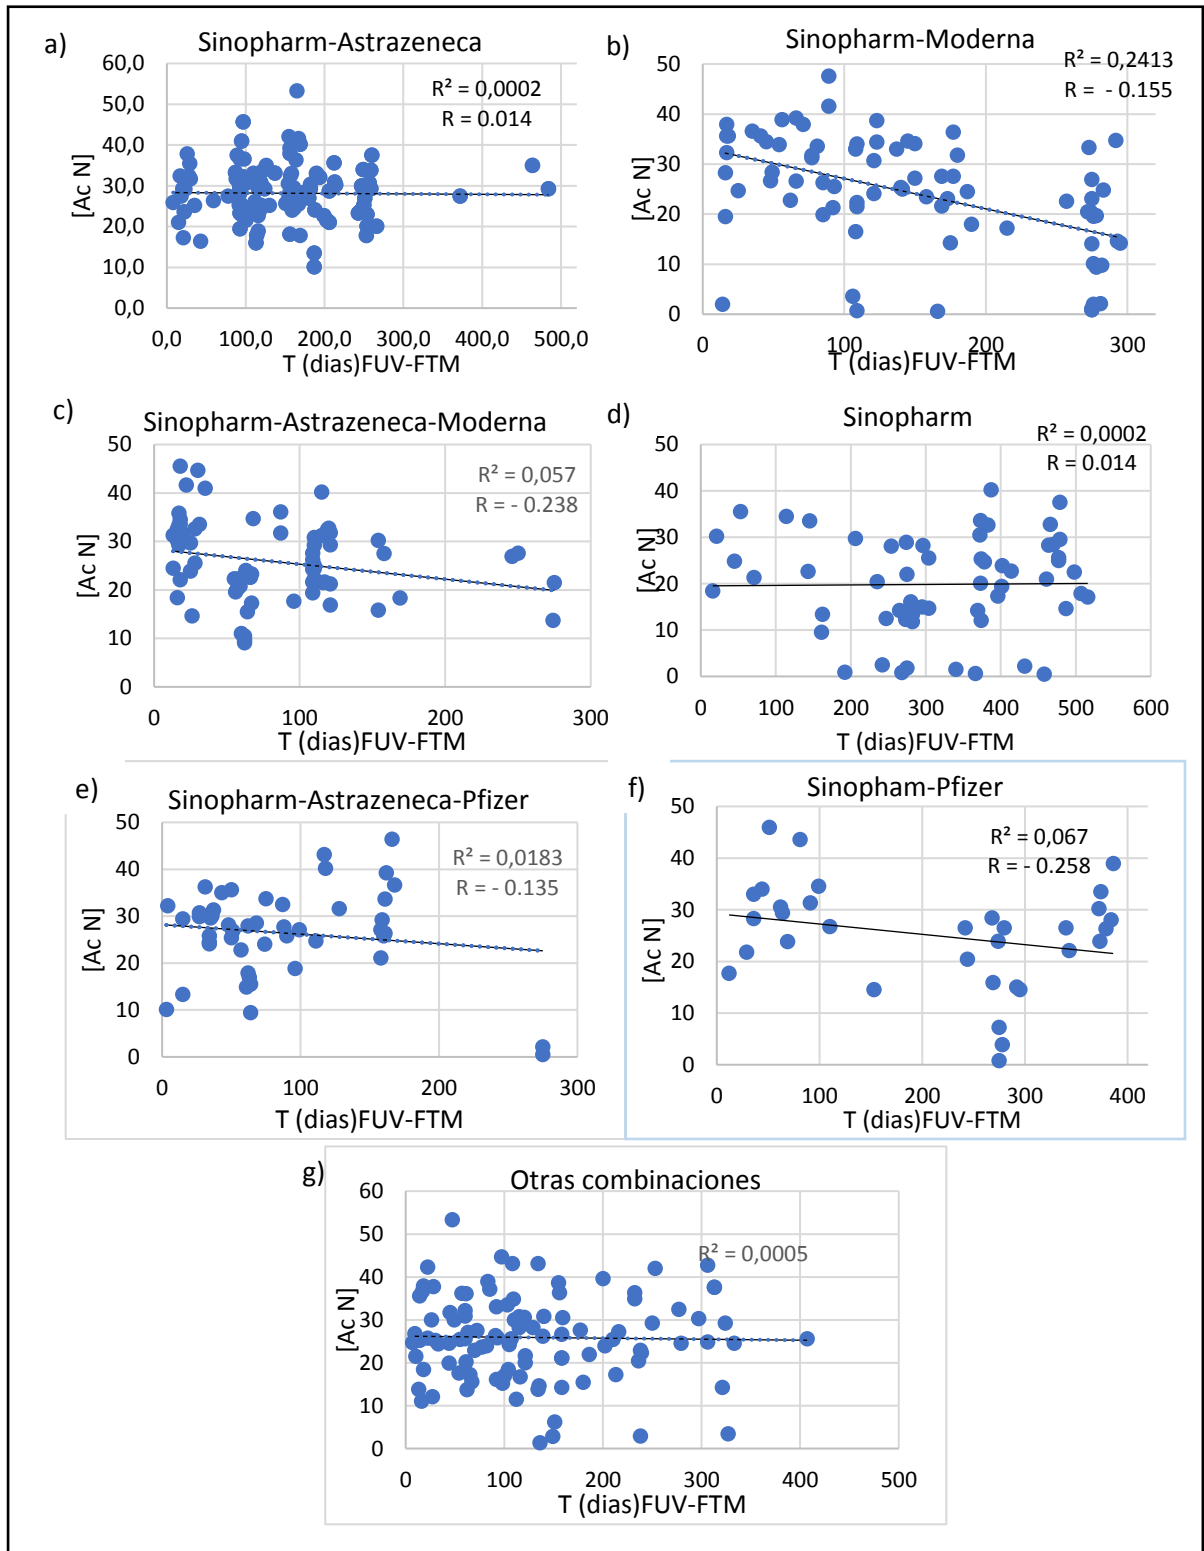 a)
Sinopharm-Astrazeneca
R² = 0,0002
R = 0.014
[Ac N]
60,0
50,0
40,0
30,0
20,0
10,0
0,0
0,0 100,0 200,0 300,0 400,0 500,0
T (dias)FUV-FTM
b)
Sinopharm-Moderna
R² = 0,2413
R = - 0.155
[Ac N]
50
40
30
20
10
0
0 100 200 300
T (dias)FUV-FTM
c)
Sinopharm-Astrazeneca-Moderna
R² = 0,057
R = - 0.238
[Ac N]
50
40
30
20
10
0
0 100 200 300
T (dias)FUV-FTM
d)
Sinopharm
R² = 0,0002
R = 0.014
[Ac N]
50
40
30
20
10
0
0 100 200 300 400 500 600
T (dias)FUV-FTM
e)
Sinopharm-Astrazeneca-Pfizer
R² = 0,0183
R = - 0.135
[Ac N]
50
40
30
20
10
0
0 100 200 300
T (dias)FUV-FTM
f)
Sinopham-Pfizer
R² = 0,067
R = - 0.258
[Ac N]
50
40
30
20
10
0
0 100 200 300 400
T (dias)FUV-FTM
g)
Otras combinaciones
R² = 0,0005
[Ac N]
60
50
40
30
20
10
0
0 100 200 300 400 500
T (dias)FUV-FTM